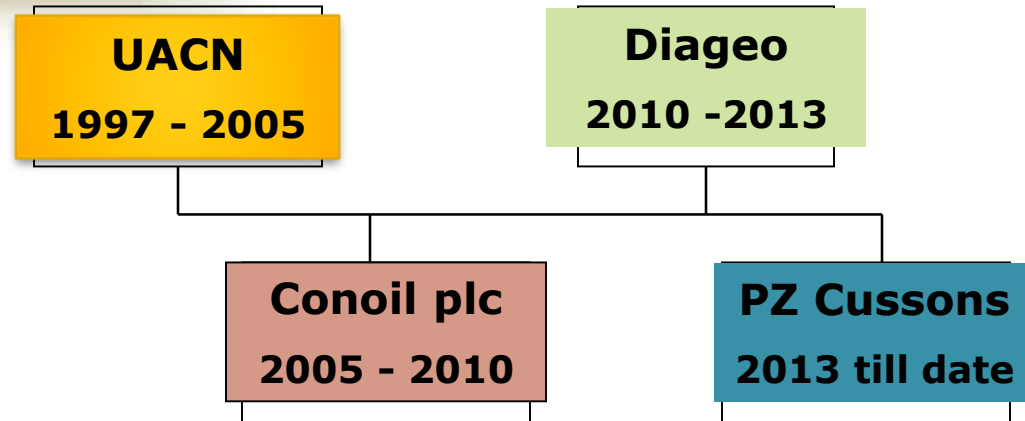 UACN
1997 - 2005
Diageo
2010 -2013
Conoil plc
2005 - 2010
PZ Cussons
2013 till date